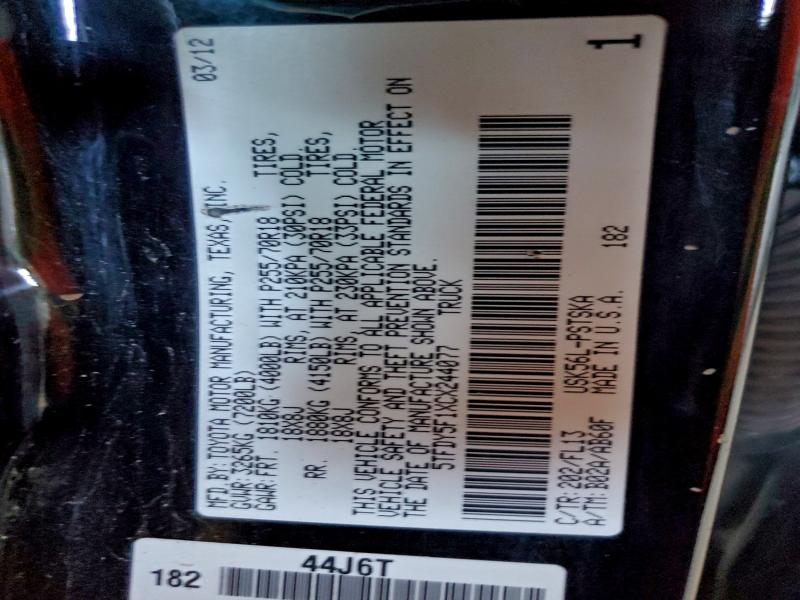 MFD BY: TOYOTA MOTOR MANUFACTURING, TEXAS, INC. 03/12
GVWR: 3265KG (7200LB)
GAWR: FRT. 1810KG (4000LB) WITH P255/70R18 TIRES,
18X8J RIMS, AT 210KPA (30PSI) COLD.
RR. 1880KG (4150LB) WITH P255/70R18 TIRES,
18X8J RIMS, AT 230KPA (33PSI) COLD.
THIS VEHICLE CONFORMS TO ALL APPLICABLE FEDERAL MOTOR
VEHICLE SAFETY AND THEFT PREVENTION STANDARDS IN EFFECT ON
THE DATE OF MANUFACTURE SHOWN ABOVE.
5TFDY5F1XCX244077 TRUCK
C/TR: 202/FL13 USK56L-PSTSKA
A/TM: B02A/AB60F MADE IN U.S.A. 182
1
44J6T
182